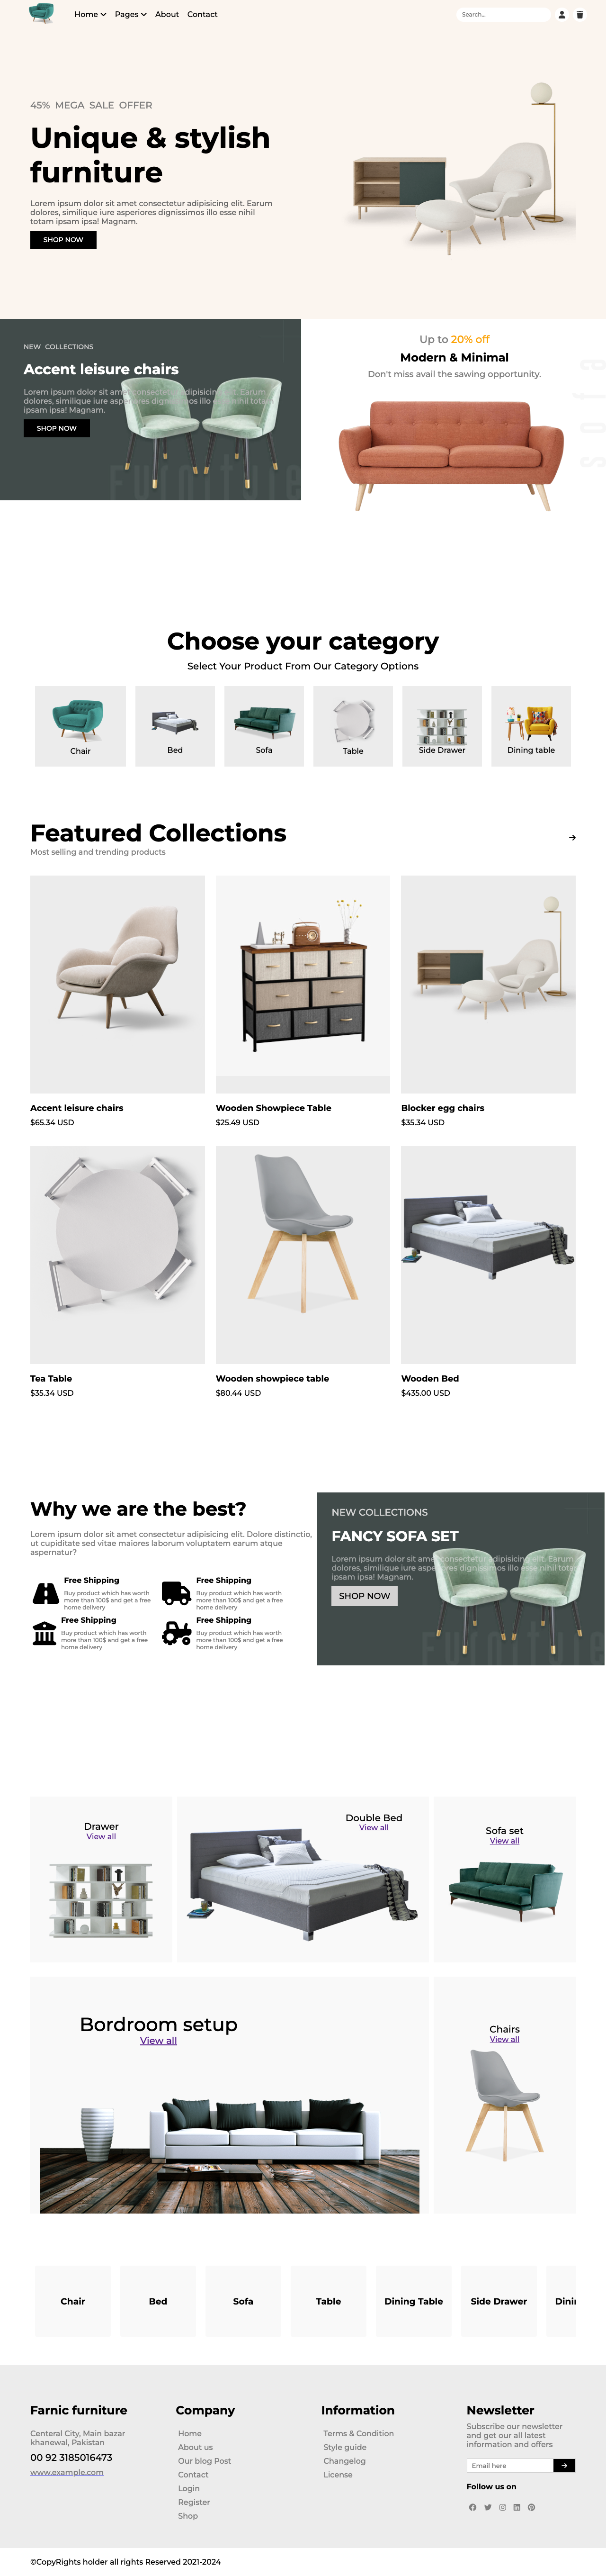 Home Pages About Contact
Search...
45% MEGA SALE OFFER
Unique & stylish
furniture
Lorem ipsum dolor sit amet consectetur adipisicing elit. Earum
dolores, similique iure asperiores dignissimos illo esse nihil
totam ipsam ipsa! Magnam.
SHOP NOW
NEW COLLECTIONS
Accent leisure chairs
Lorem ipsum dolor sit amet consectetur adipisicing elit. Earum
dolores, similique iure asperiores dignissimos illo esse nihil totam
ipsam ipsa! Magnam.
SHOP NOW
Furniture
Up to 20% off
Modern & Minimal
Don't miss avail the sawing opportunity.
sofa
Choose your category
Select Your Product From Our Category Options
Chair
Bed
Sofa
Table
Side Drawer
Dining table
Featured Collections
Most selling and trending products
Accent leisure chairs
$65.34 USD
Wooden Showpiece Table
$25.49 USD
Blocker egg chairs
$35.34 USD
Tea Table
$35.34 USD
Wooden showpiece table
$80.44 USD
Wooden Bed
$435.00 USD
Why we are the best?
Lorem ipsum dolor sit amet consectetur adipisicing elit. Dolore distinctio,
ut cupiditate sed vitae maiores laborum voluptatem earum atque
aspernatur?
Free Shipping
Buy product which has worth
more than 100$ and get a free
home delivery
Free Shipping
Buy product which has worth
more than 100$ and get a free
home delivery
Free Shipping
Buy product which has worth
more than 100$ and get a free
home delivery
Free Shipping
Buy product which has worth
more than 100$ and get a free
home delivery
NEW COLLECTIONS
FANCY SOFA SET
Lorem ipsum dolor sit amet consectetur adipisicing elit. Earum
dolores, similique iure asperiores dignissimos illo esse nihil totam
ipsam ipsa! Magnam.
SHOP NOW
Furniture
Drawer
View all
Double Bed
View all
Sofa set
View all
Bordroom setup
View all
Chairs
View all
Chair
Bed
Sofa
Table
Dining Table
Side Drawer
Dinin
Farnic furniture
Centeral City, Main bazar
khanewal, Pakistan
00 92 3185016473
www.example.com
Company
Home
About us
Our blog Post
Contact
Login
Register
Shop
Information
Terms & Condition
Style guide
Changelog
License
Newsletter
Subscribe our newsletter
and get our all latest
information and offers
Email here
Follow us on
©CopyRights holder all rights Reserved 2021-2024